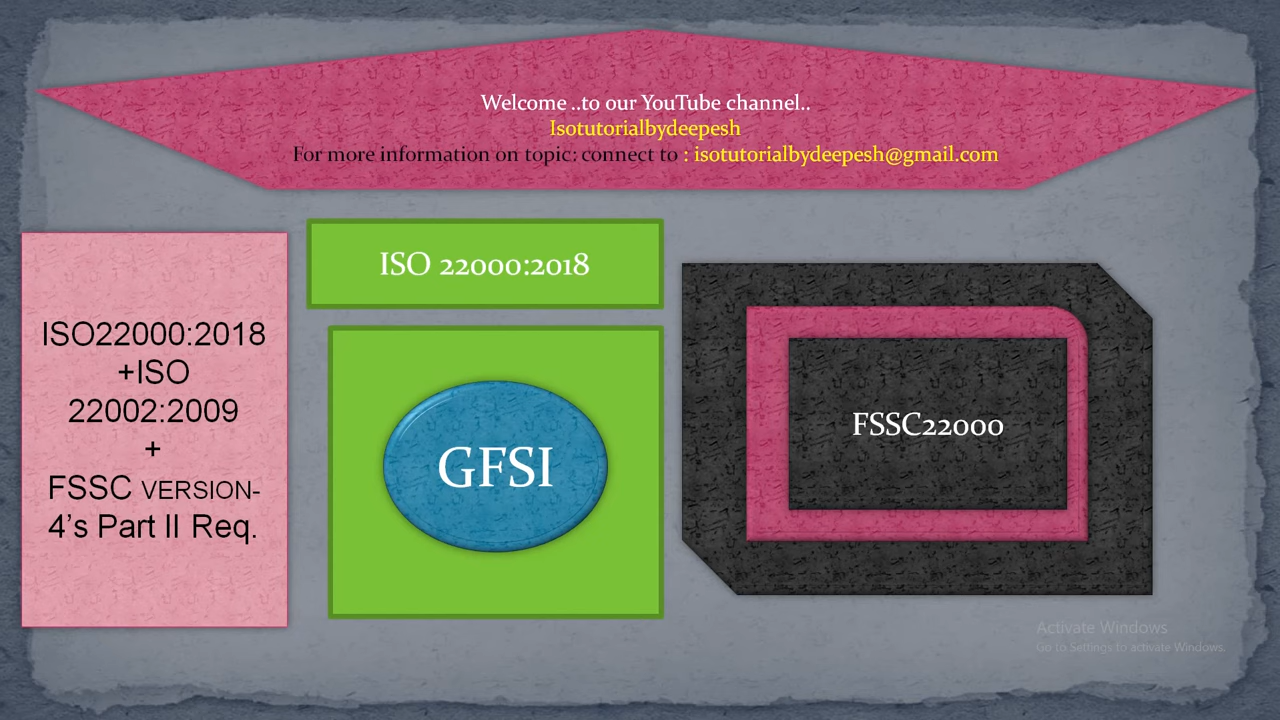 Welcome ..to our YouTube channel..
Isotutorialbydeepesh
For more information on topic: connect to : isotutorialbydeepesh@gmail.com
ISO22000:2018
+ISO
22002:2009
+
FSSC VERSION-
4’s Part II Req.
ISO 22000:2018
GFSI
FSSC22000
Activate Windows
Go to Settings to activate Windows.